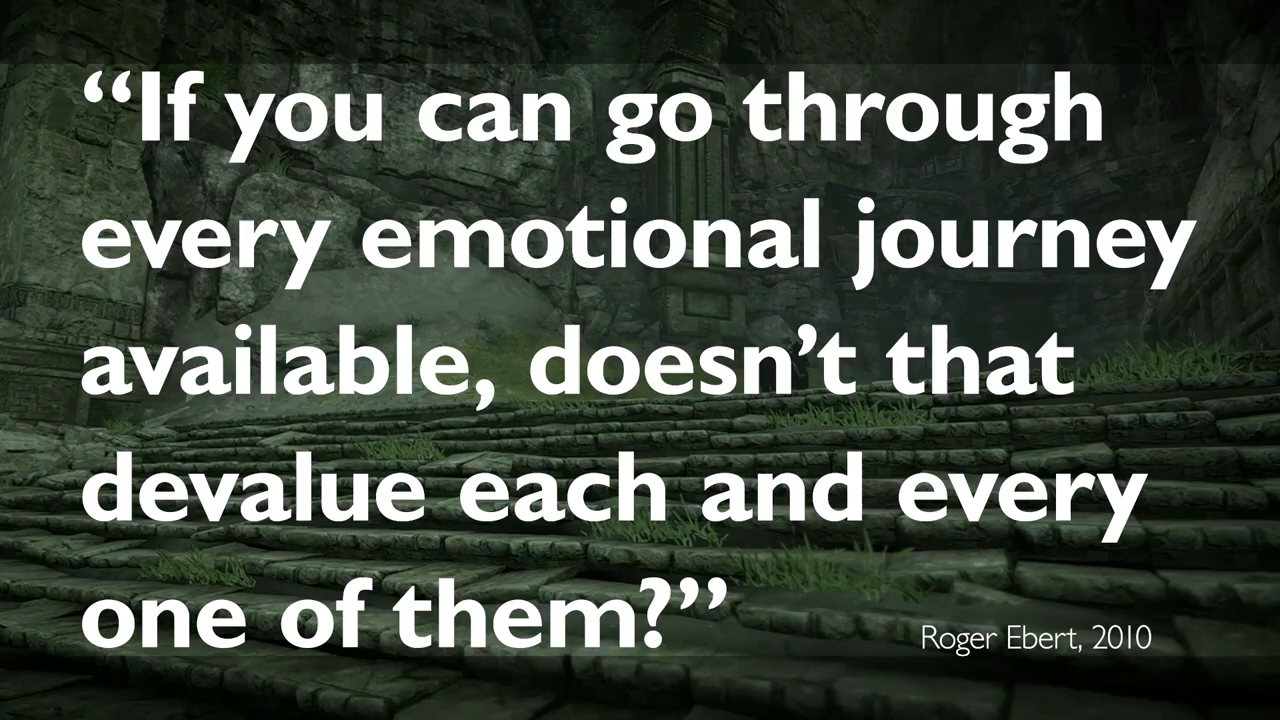 “If you can go through
every emotional journey
available, doesn’t that
devalue each and every
one of them?”
Roger Ebert, 2010